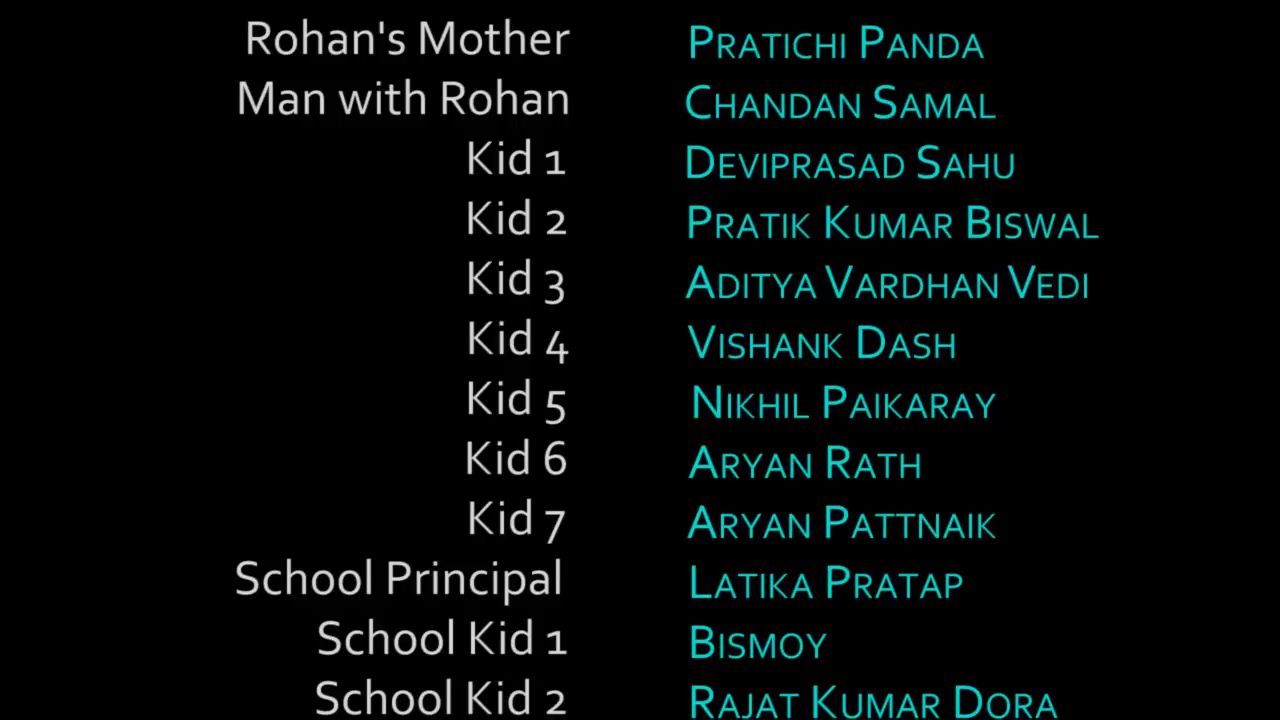 Rohan's Mother Pratichi Panda
Man with Rohan Chandan Samal
Kid 1 Deviprasad Sahu
Kid 2 Pratik Kumar Biswal
Kid 3 Aditya Vardhan Vedi
Kid 4 Vishank Dash
Kid 5 Nikhil Paikaray
Kid 6 Aryan Rath
Kid 7 Aryan Pattnaik
School Principal Latika Pratap
School Kid 1 Bismoy
School Kid 2 Rajat Kumar Dora